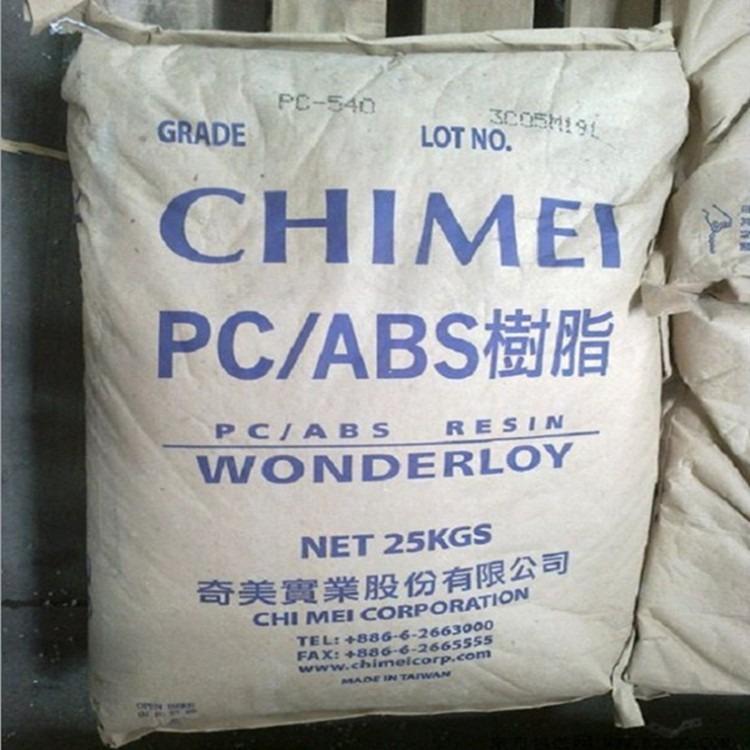 PC-540
3C05M191
GRADE LOT NO.
CHIMEI
PC/ABS樹脂
PC/ABS RESIN
WONDERLOY
NET 25KGS
奇美實業股份有限公司
CHI MEI CORPORATION
TEL: +886-6-2663000
FAX: +886-6-2665555
www.chimeicorp.com
MADE IN TAIWAN
OPEN HERE